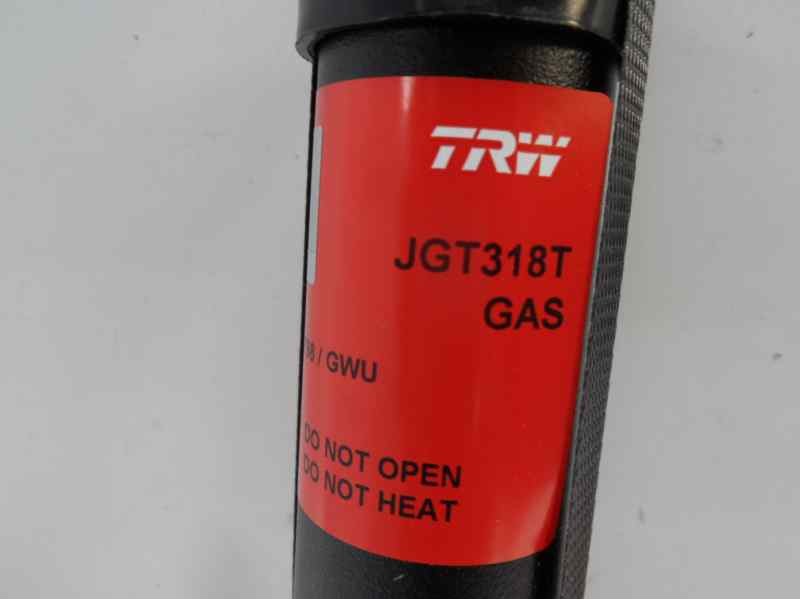 TRW
JGT318T
GAS
/ GWU
DO NOT OPEN
DO NOT HEAT